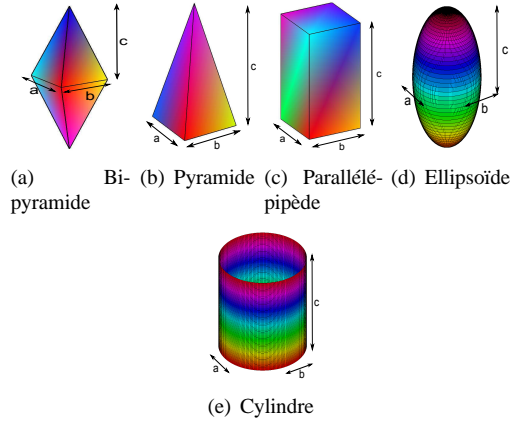 c
a
b
c
a
b
c
a
b
c
a
b
(a) Bi-
pyramide
(b) Pyramide
(c) Parallélé-
pipède
(d) Ellipsoïde
c
a
b
(e) Cylindre